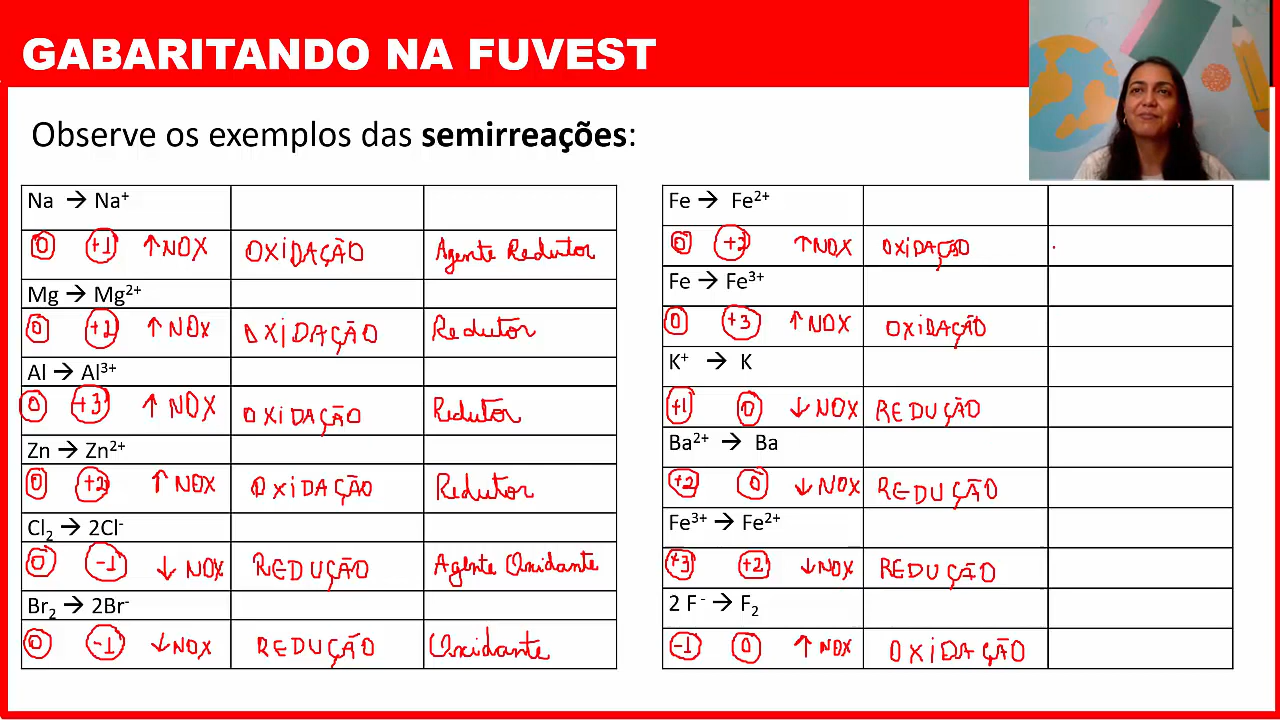 GABARITANDO NA FUVEST
Observe os exemplos das semirreações:
Na → Na⁺
0 +1 ↑ NOX OXIDAÇÃO Agente Redutor
Mg → Mg²⁺
0 +2 ↑ NOX OXIDAÇÃO Redutor
Al → Al³⁺
0 +3 ↑ NOX OXIDAÇÃO Redutor
Zn → Zn²⁺
0 +2 ↑ NOX OXIDAÇÃO Redutor
Cl₂ → 2Cl⁻
0 -1 ↓ NOX REDUÇÃO Agente Oxidante
Br₂ → 2Br⁻
0 -1 ↓ NOX REDUÇÃO Oxidante
Fe → Fe²⁺
0 +2 ↑ NOX OXIDAÇÃO
Fe → Fe³⁺
0 +3 ↑ NOX OXIDAÇÃO
K⁺ → K
+1 0 ↓ NOX REDUÇÃO
Ba²⁺ → Ba
+2 0 ↓ NOX REDUÇÃO
Fe³⁺ → Fe²⁺
+3 +2 ↓ NOX REDUÇÃO
2 F⁻ → F₂
-1 0 ↑ NOX OXIDAÇÃO